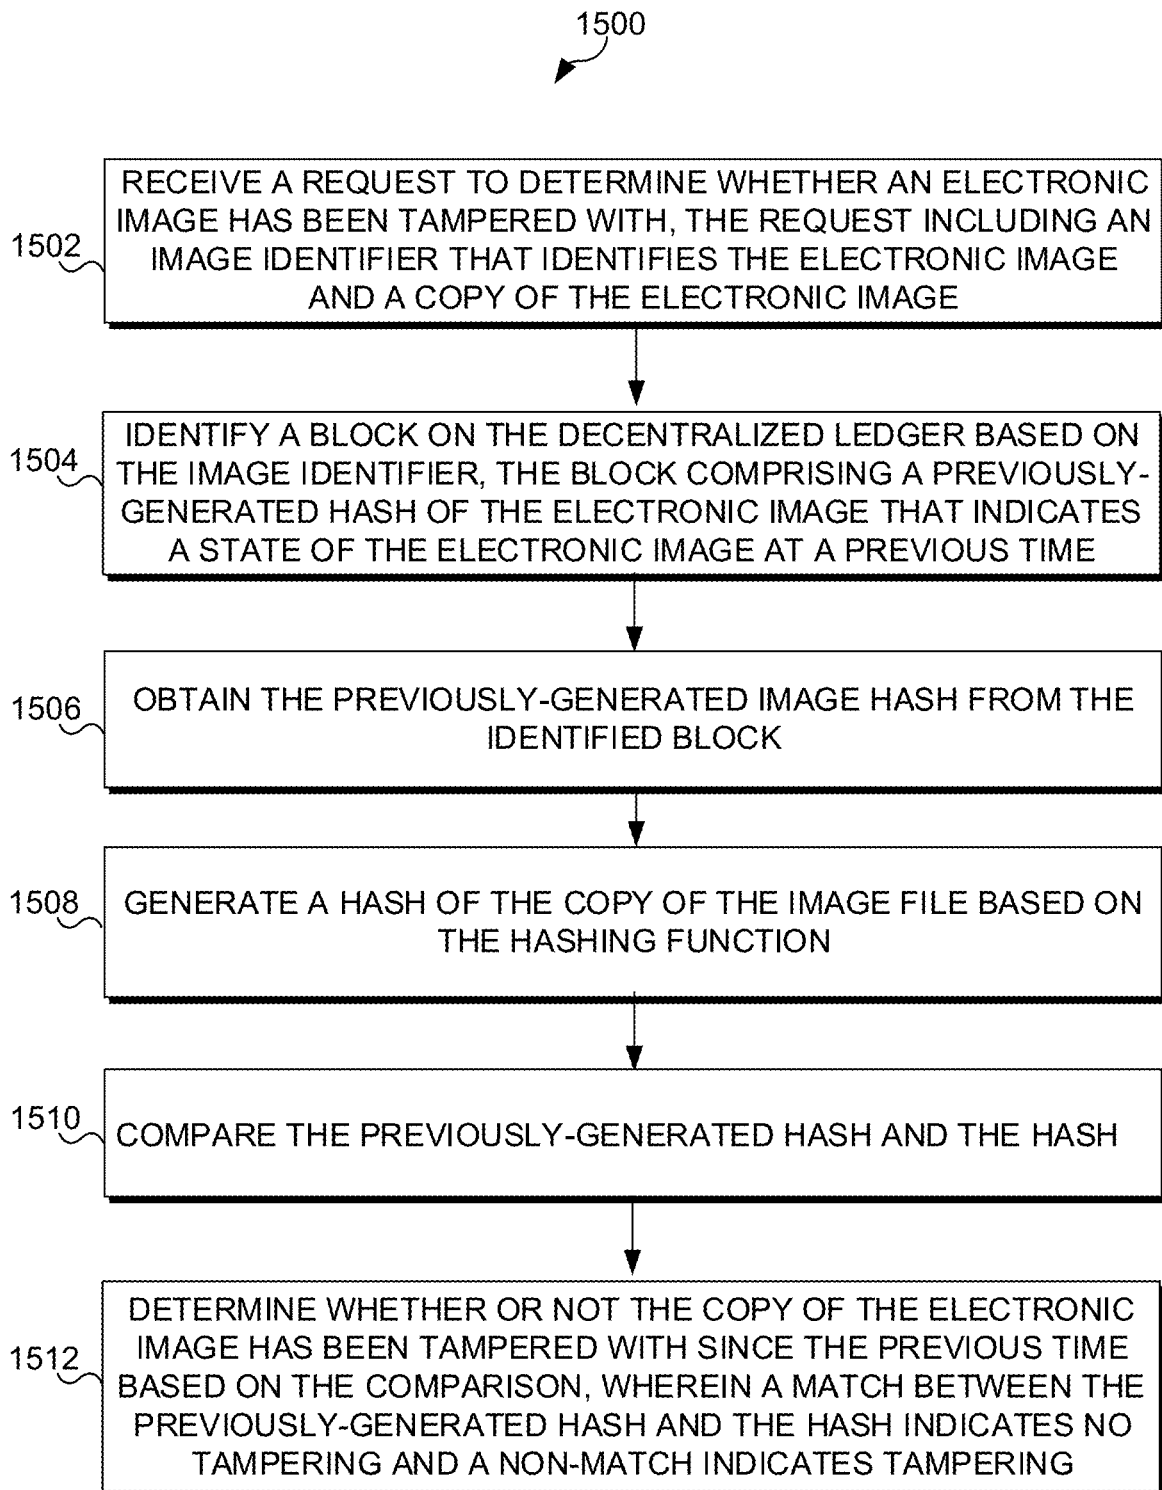 1500
1502
RECEIVE A REQUEST TO DETERMINE WHETHER AN ELECTRONIC
IMAGE HAS BEEN TAMPERED WITH, THE REQUEST INCLUDING AN
IMAGE IDENTIFIER THAT IDENTIFIES THE ELECTRONIC IMAGE
AND A COPY OF THE ELECTRONIC IMAGE
1504
IDENTIFY A BLOCK ON THE DECENTRALIZED LEDGER BASED ON
THE IMAGE IDENTIFIER, THE BLOCK COMPRISING A PREVIOUSLY-
GENERATED HASH OF THE ELECTRONIC IMAGE THAT INDICATES
A STATE OF THE ELECTRONIC IMAGE AT A PREVIOUS TIME
1506
OBTAIN THE PREVIOUSLY-GENERATED IMAGE HASH FROM THE
IDENTIFIED BLOCK
1508
GENERATE A HASH OF THE COPY OF THE IMAGE FILE BASED ON
THE HASHING FUNCTION
1510
COMPARE THE PREVIOUSLY-GENERATED HASH AND THE HASH
1512
DETERMINE WHETHER OR NOT THE COPY OF THE ELECTRONIC
IMAGE HAS BEEN TAMPERED WITH SINCE THE PREVIOUS TIME
BASED ON THE COMPARISON, WHEREIN A MATCH BETWEEN THE
PREVIOUSLY-GENERATED HASH AND THE HASH INDICATES NO
TAMPERING AND A NON-MATCH INDICATES TAMPERING